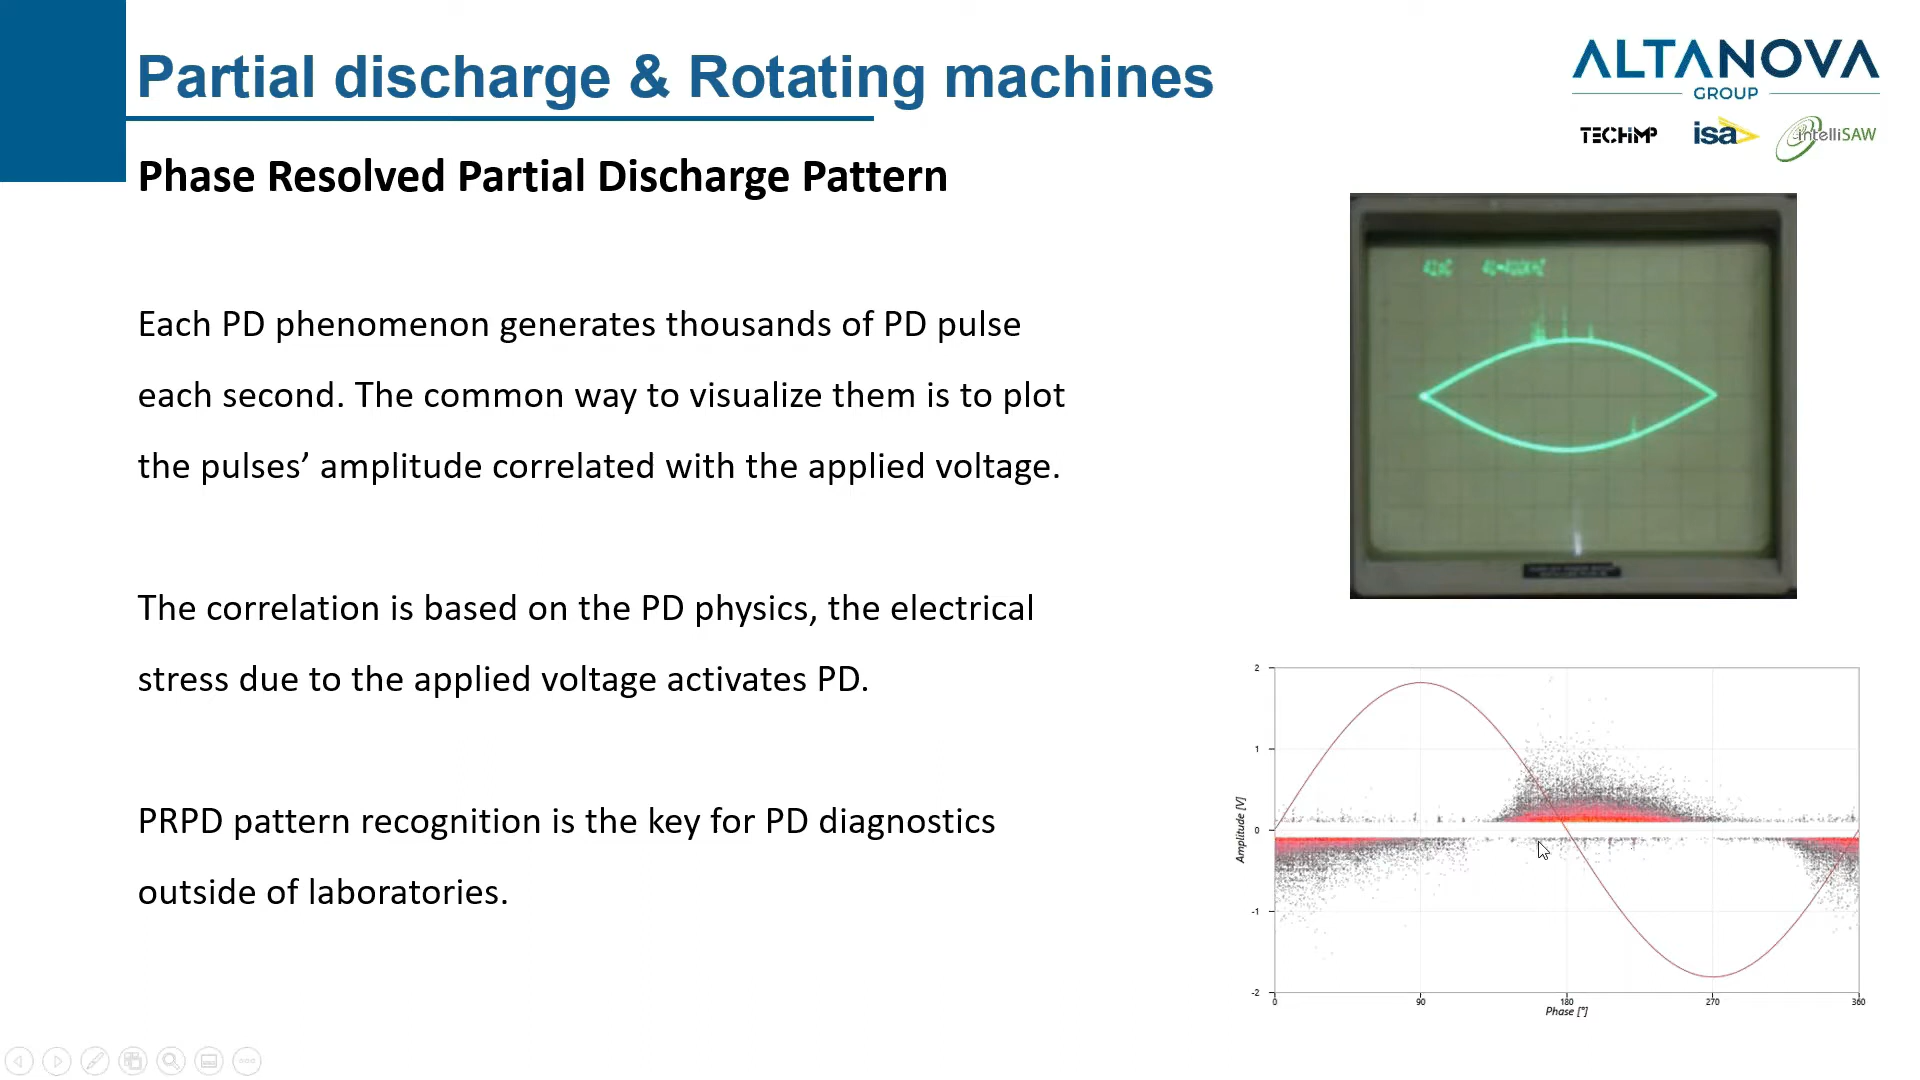 Partial discharge & Rotating machines
ALTANOVA
GROUP
TECHIMP
isa
intelliSAW
Phase Resolved Partial Discharge Pattern
Each PD phenomenon generates thousands of PD pulse
each second. The common way to visualize them is to plot
the pulses’ amplitude correlated with the applied voltage.
The correlation is based on the PD physics, the electrical
stress due to the applied voltage activates PD.
PRPD pattern recognition is the key for PD diagnostics
outside of laboratories.
2
1
0
-1
-2
Amplitude [V]
0 90 180 270 360
Phase [°]